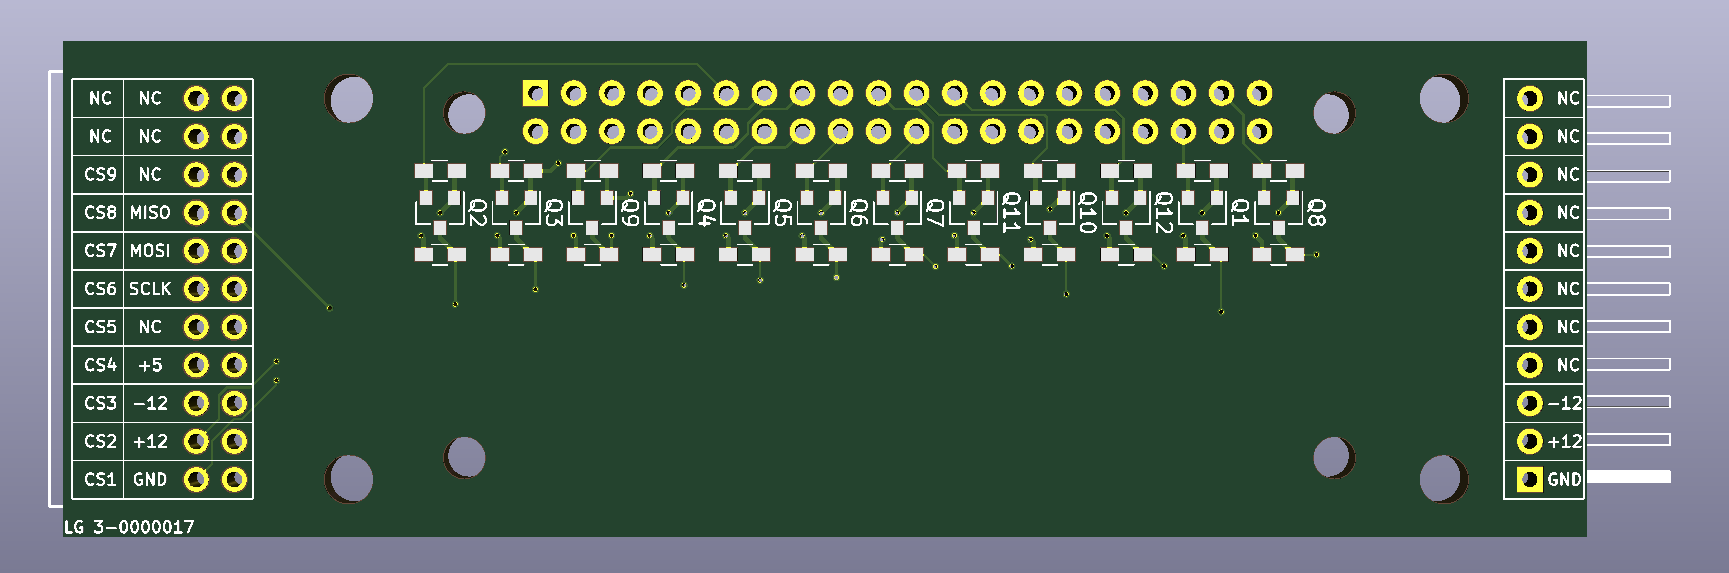 NC NC NC
NC NC NC
CS9 NC NC
CS8 MISO NC
CS7 MOSI NC
CS6 SCLK NC
CS5 NC NC
CS4 +5 NC
CS3 -12 -12
CS2 +12 +12
CS1 GND GND
Q2 Q3 Q9 Q4 Q5 Q6 Q7 Q11 Q10 Q12 Q1 Q8
LG 3-0000017